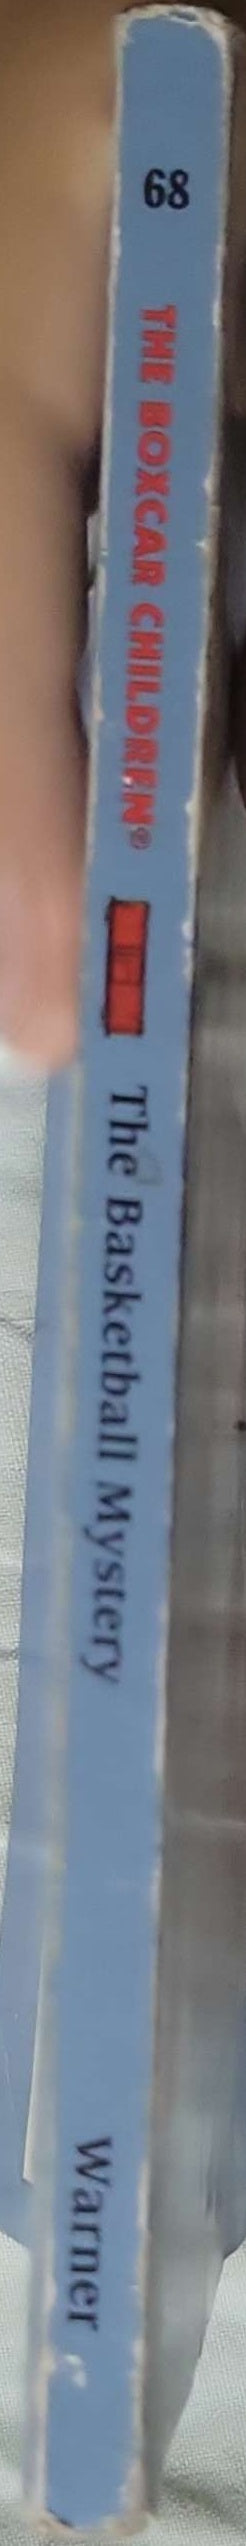 68
THE BOXCAR CHILDREN®
The Basketball Mystery
Warner